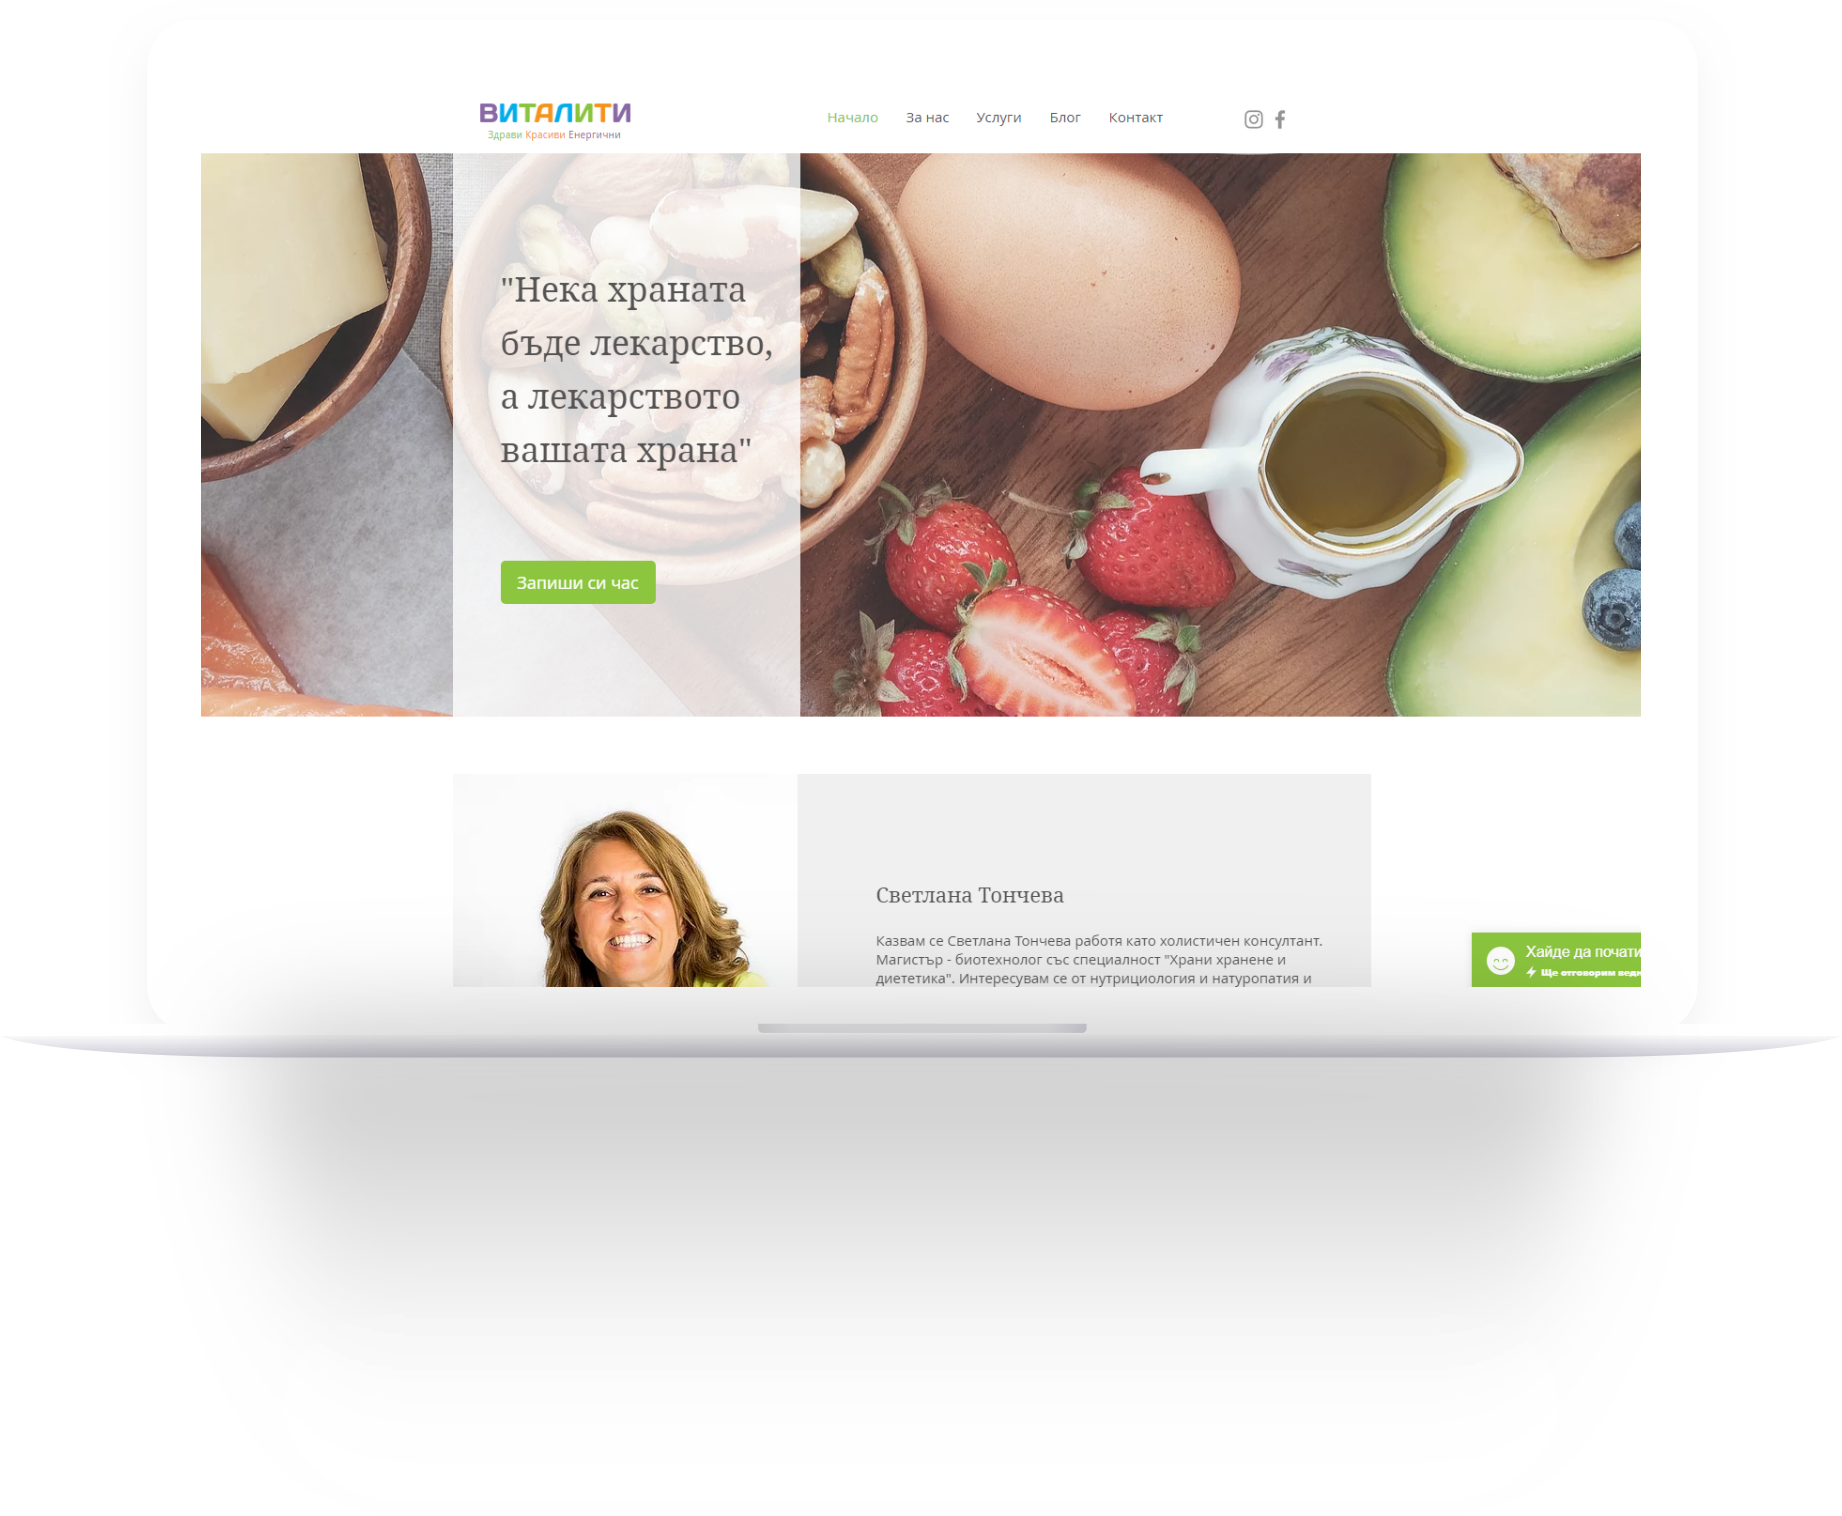 ВИТАЛИТИ
Здрави Красиви Енергични
Начало За нас Услуги Блог Контакт
"Нека храната
бъде лекарство,
а лекарството
вашата храна"
Запиши си час
Светлана Тончева
Казвам се Светлана Тончева работя като холистичен консултант.
Магистър - биотехнолог със специалност "Храни хранене и
диететика". Интересувам се от нутрициология и натуропатия и
Хайде да почати
Ще отговорим ведн